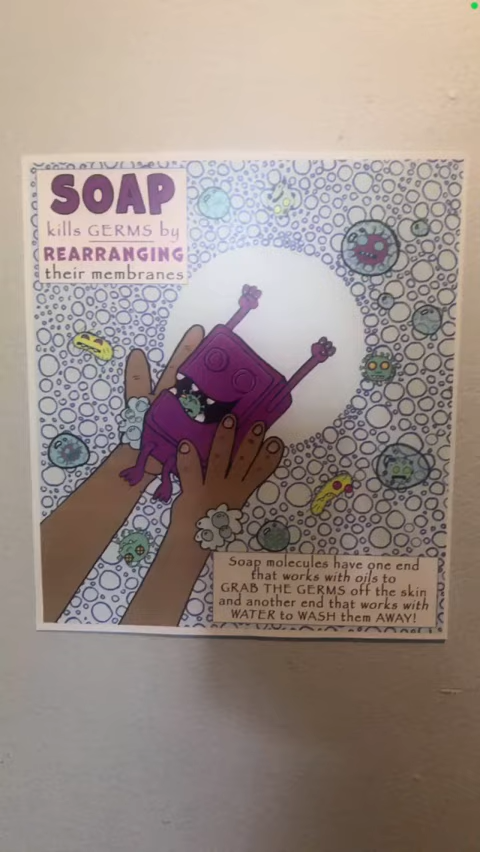 SOAP
kills GERMS by
REARRANGING
their membranes
Soap molecules have one end
that works with oils to
GRAB THE GERMS off the skin
and another end that works with
WATER to WASH them AWAY!